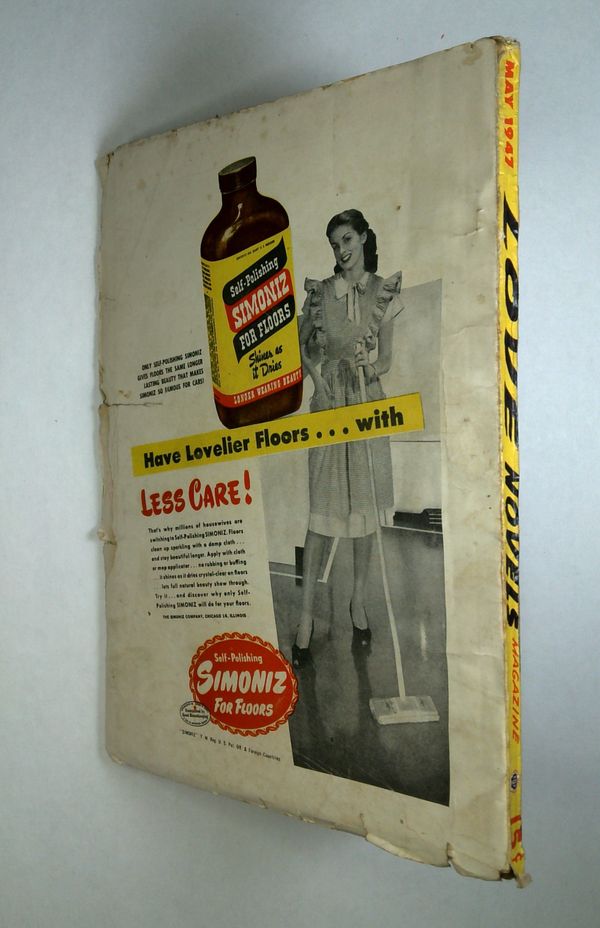 Self-Polishing
SIMONIZ
FOR FLOORS
Shines as
it Dries
LONGER WEARING BEAUTY
ONLY SELF-POLISHING SIMONIZ
GIVES FLOORS THE SAME LONGER
LASTING BEAUTY THAT MAKES
SIMONIZ SO FAMOUS FOR CARS!
Have Lovelier Floors . . . with
LESS CARE!
That's why millions of housewives are
switching to Self-Polishing SIMONIZ. Floors
clean up sparkling with a damp cloth . . .
and stay beautiful longer. Apply with cloth
or mop applicator . . . no rubbing or buffing
. . . it shines as it dries crystal-clear on floors
. . . lets full natural beauty show through.
Try it . . . and discover why only Self-
Polishing SIMONIZ will do for your floors.
THE SIMONIZ COMPANY, CHICAGO 16, ILLINOIS
Self-Polishing
SIMONIZ
FOR FLOORS
"SIMONIZ" T. M. Reg. U. S. Pat. Off. & Foreign Countries
MAY 1947
LOVE NOVELS
MAGAZINE
15¢